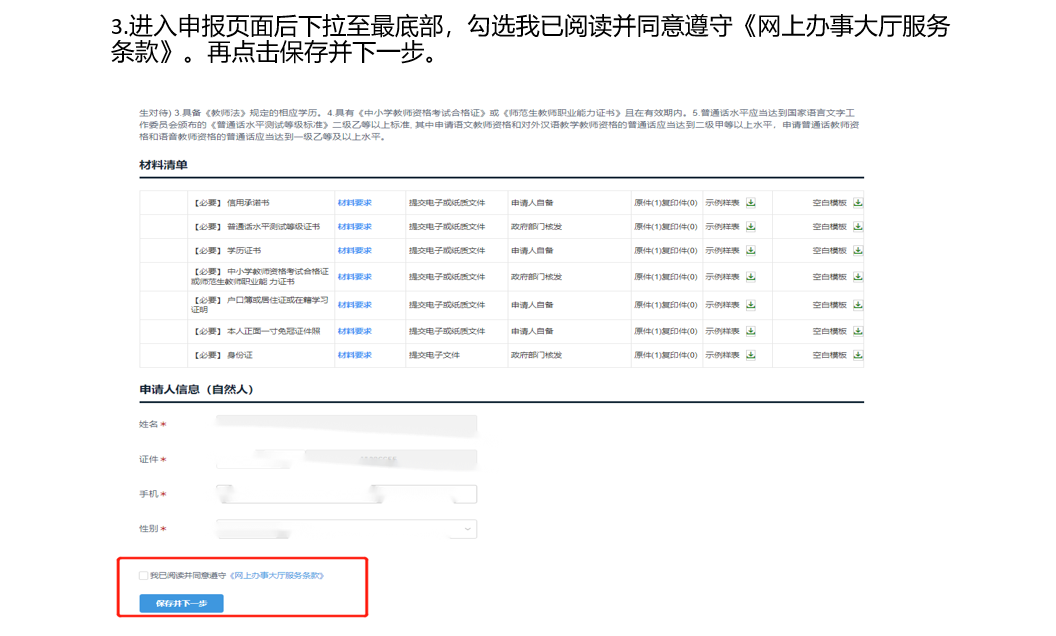 3.进入申报页面后下拉至最底部，勾选我已阅读并同意遵守《网上办事大厅服务
条款》。再点击保存并下一步。
生对待) 3.具备《教师法》规定的相应学历。4.具有《中小学教师资格考试合格证》或《师范生教师职业能力证书》且在有效期内。5.普通话水平应当达到国家语言文字工
作委员会颁布的《普通话水平测试等级标准》二级乙等以上标准, 其中申请语文教师资格和对外汉语教学教师资格的普通话应当达到二级甲等以上水平，申请普通话教师资
格和语音教师资格的普通话应当达到一级乙等及以上水平。
材料清单
【必要】 信用承诺书 材料要求 提交电子或纸质文件 申请人自备 原件(1)复印件(0) 示例样表 空白模板
【必要】 普通话水平测试等级证书 材料要求 提交电子或纸质文件 政府部门核发 原件(1)复印件(0) 示例样表 空白模板
【必要】 学历证书 材料要求 提交电子或纸质文件 申请人自备 原件(1)复印件(0) 示例样表 空白模板
【必要】 中小学教师资格考试合格证
或师范生教师职业能 力证书 材料要求 提交电子或纸质文件 政府部门核发 原件(1)复印件(0) 示例样表 空白模板
【必要】 户口簿或居住证或在籍学习
证明 材料要求 提交电子或纸质文件 申请人自备 原件(1)复印件(0) 示例样表 空白模板
【必要】 本人正面一寸免冠证件照 材料要求 提交电子或纸质文件 申请人自备 原件(1)复印件(0) 示例样表 空白模板
【必要】 身份证 材料要求 提交电子文件 政府部门核发 原件(1)复印件(0) 示例样表 空白模板
申请人信息（自然人）
姓名 *
证件 *
手机 *
性别 *
我已阅读并同意遵守《网上办事大厅服务条款》
保存并下一步